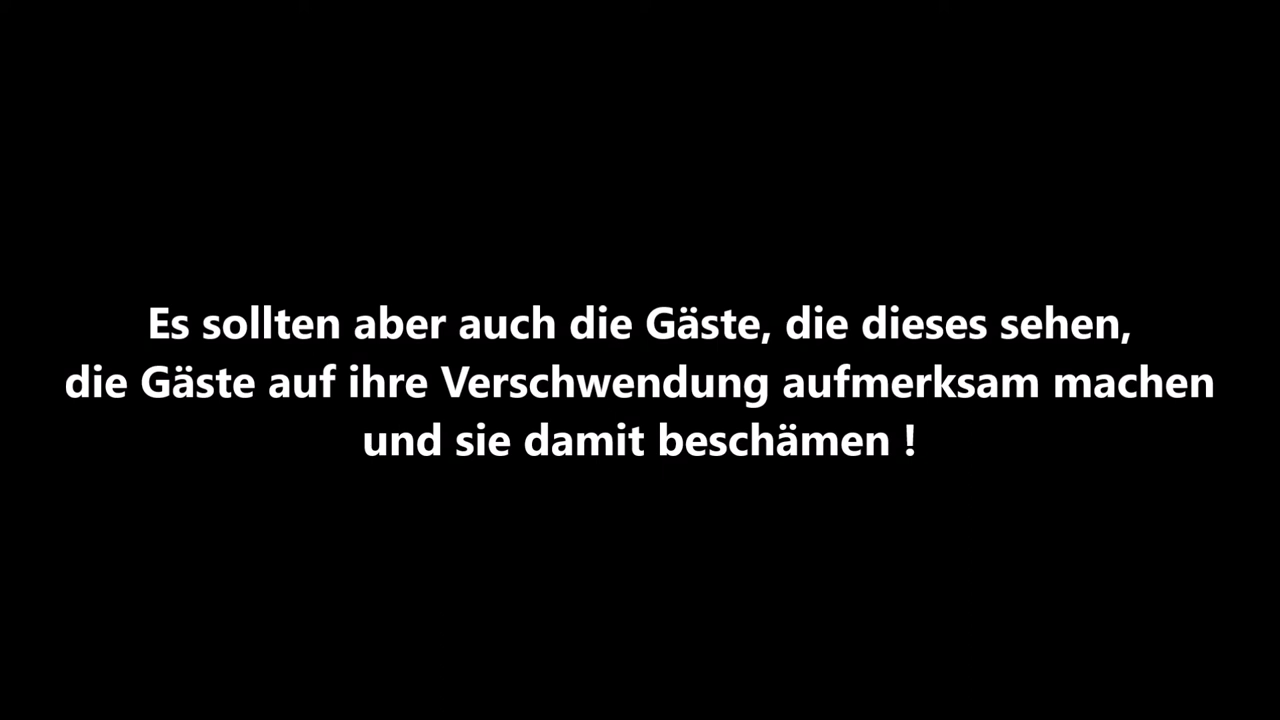 Es sollten aber auch die Gäste, die dieses sehen,
die Gäste auf ihre Verschwendung aufmerksam machen
und sie damit beschämen !